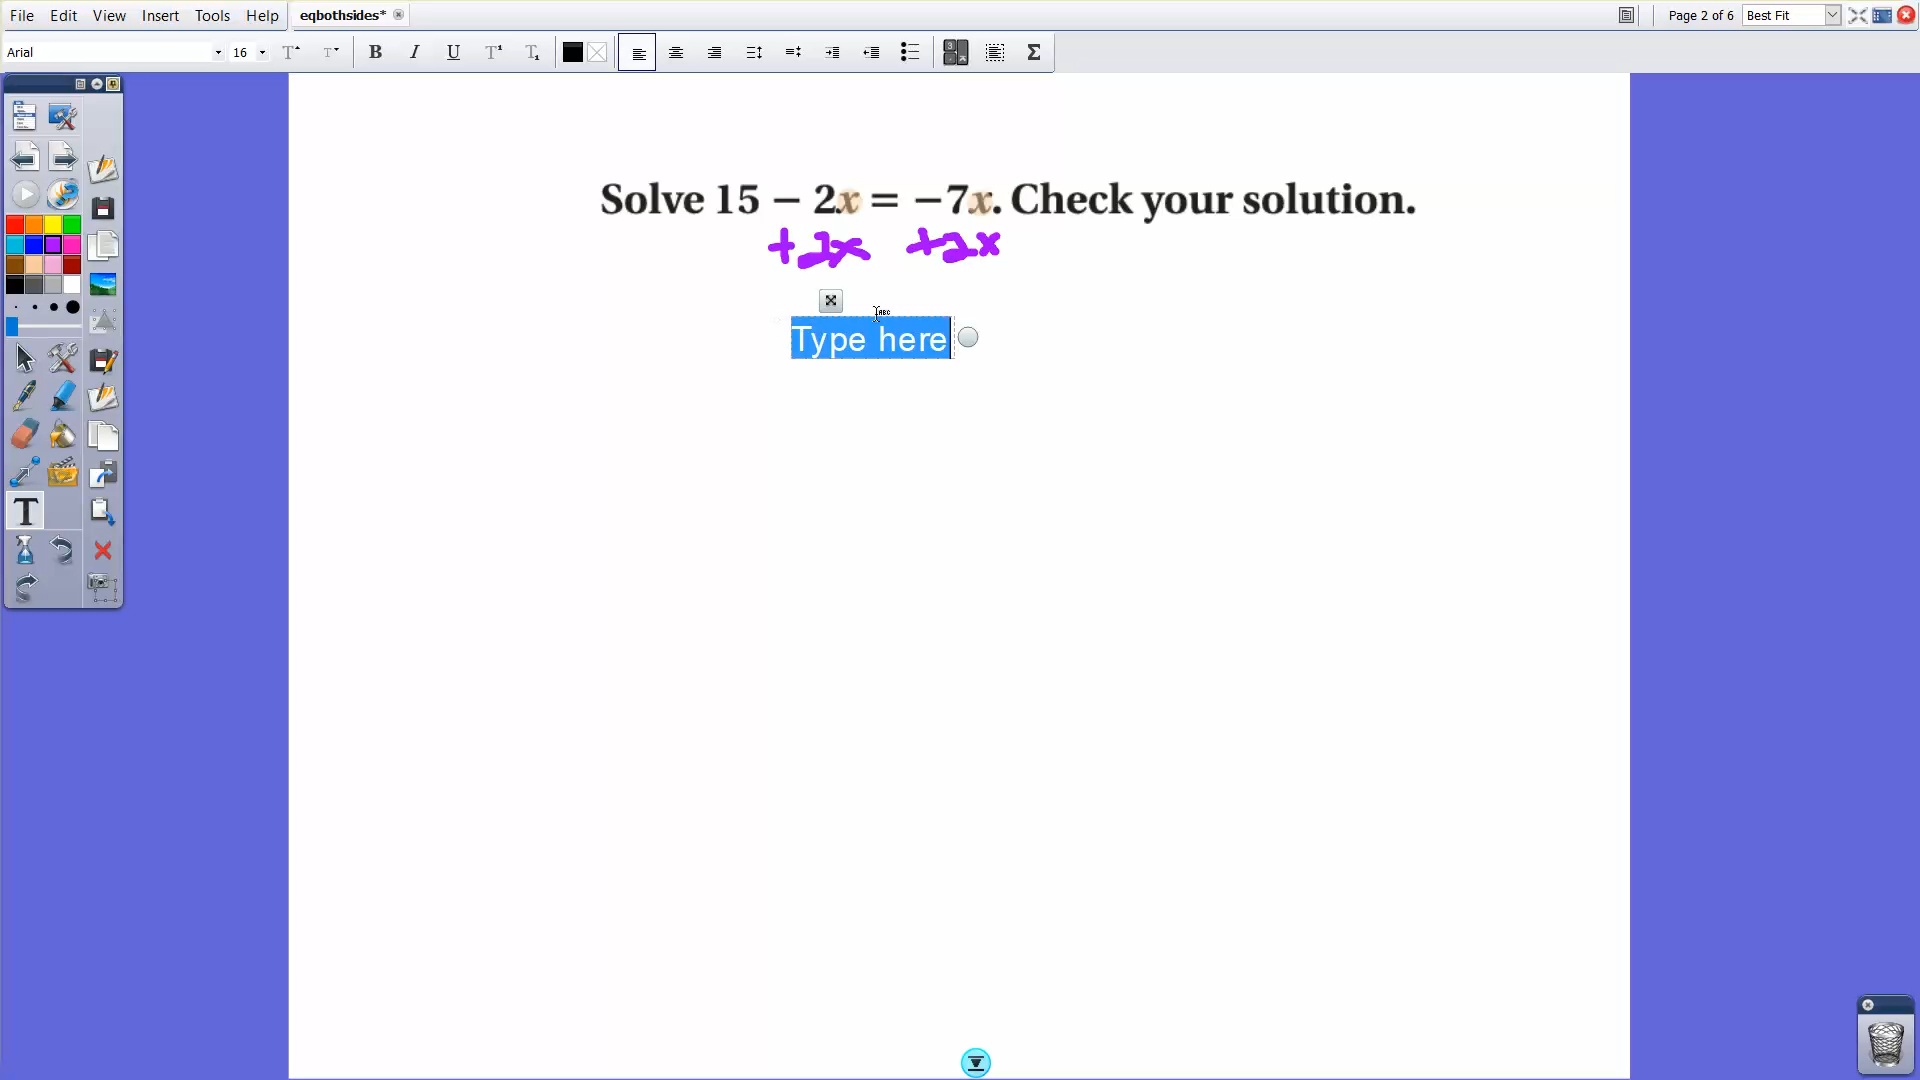 File Edit View Insert Tools Help eqbothsides* Page 2 of 6 Best Fit
Arial 16 B I U
Solve 15 − 2x = −7x. Check your solution.
+2x +2x
ABC
Type here
T